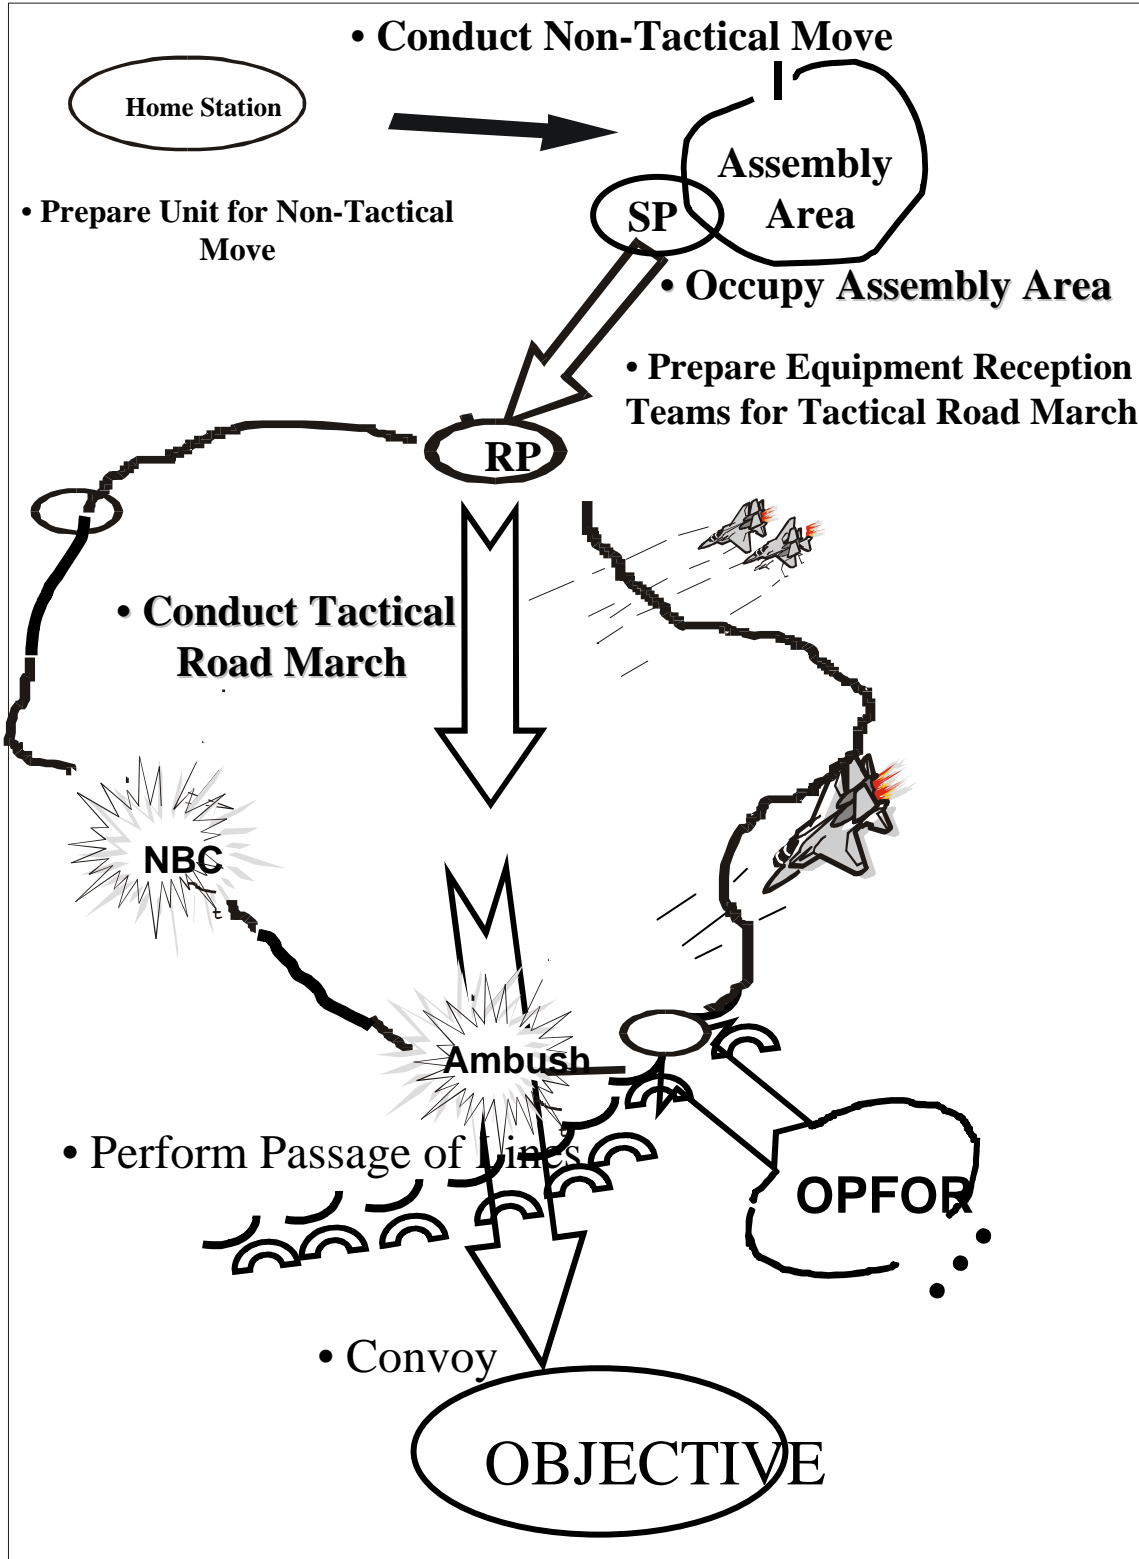 • Conduct Non-Tactical Move
Home Station
Assembly
Area
SP
• Prepare Unit for Non-Tactical
Move
• Occupy Assembly Area
• Prepare Equipment Reception
Teams for Tactical Road March
RP
• Conduct Tactical
Road March
NBC
Ambush
• Perform Passage of Lines
OPFOR
• Convoy
OBJECTIVE